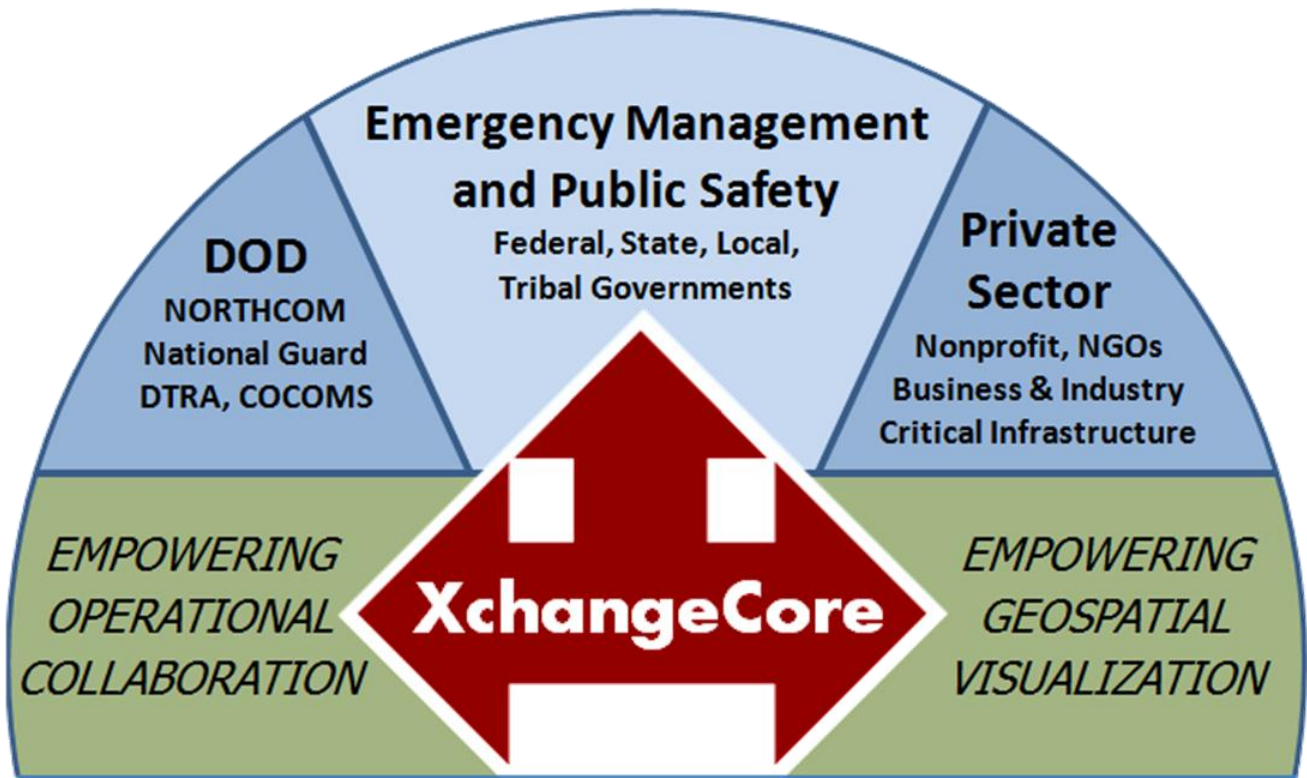 Emergency Management
and Public Safety
Federal, State, Local,
Tribal Governments
DOD
NORTHCOM
National Guard
DTRA, COCOMS
Private
Sector
Nonprofit, NGOs
Business & Industry
Critical Infrastructure
EMPOWERING
OPERATIONAL
COLLABORATION
XchangeCore
EMPOWERING
GEOSPATIAL
VISUALIZATION